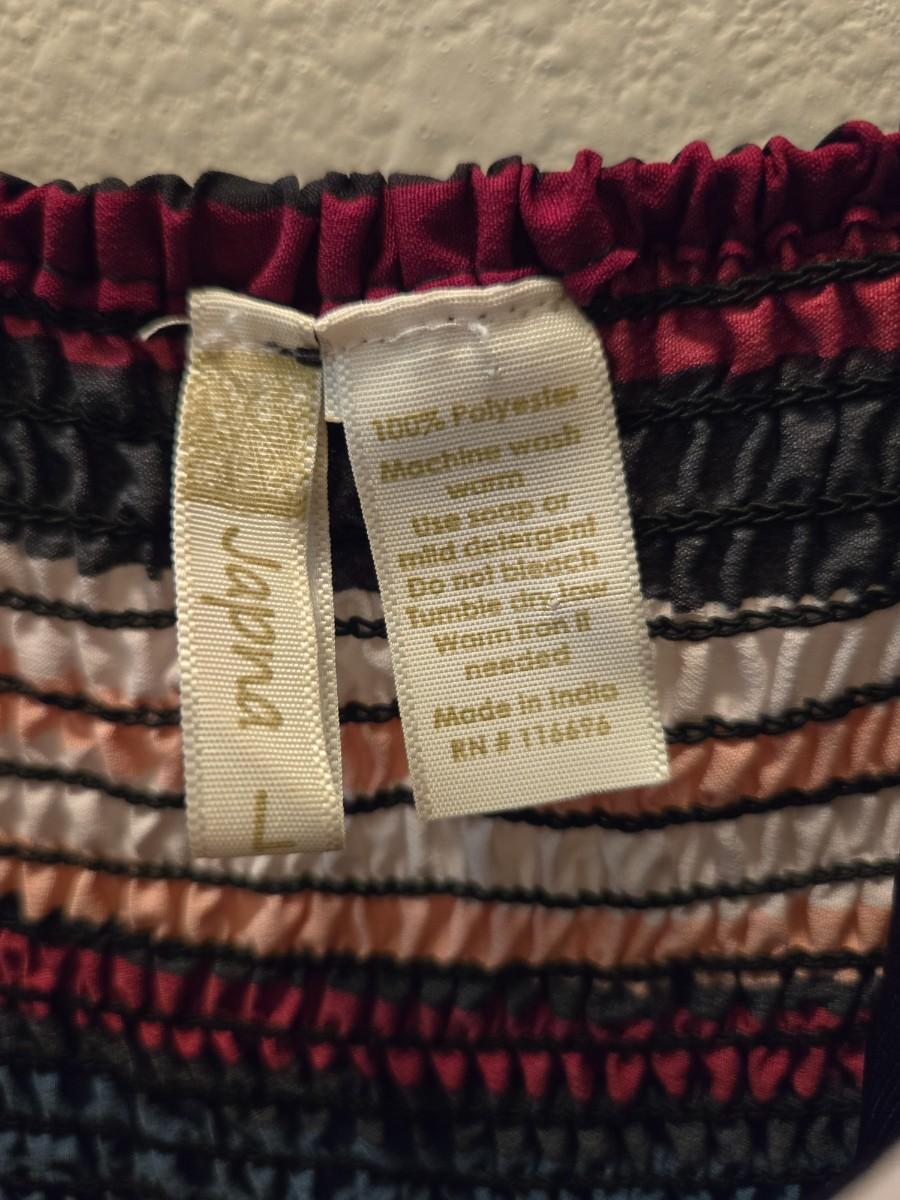 Japna
L
100% Polyester
Machine wash
warm
Use soap or
mild detergent
Do not bleach
Tumble dry low
Warm iron if
needed
Made in India
RN # 116696